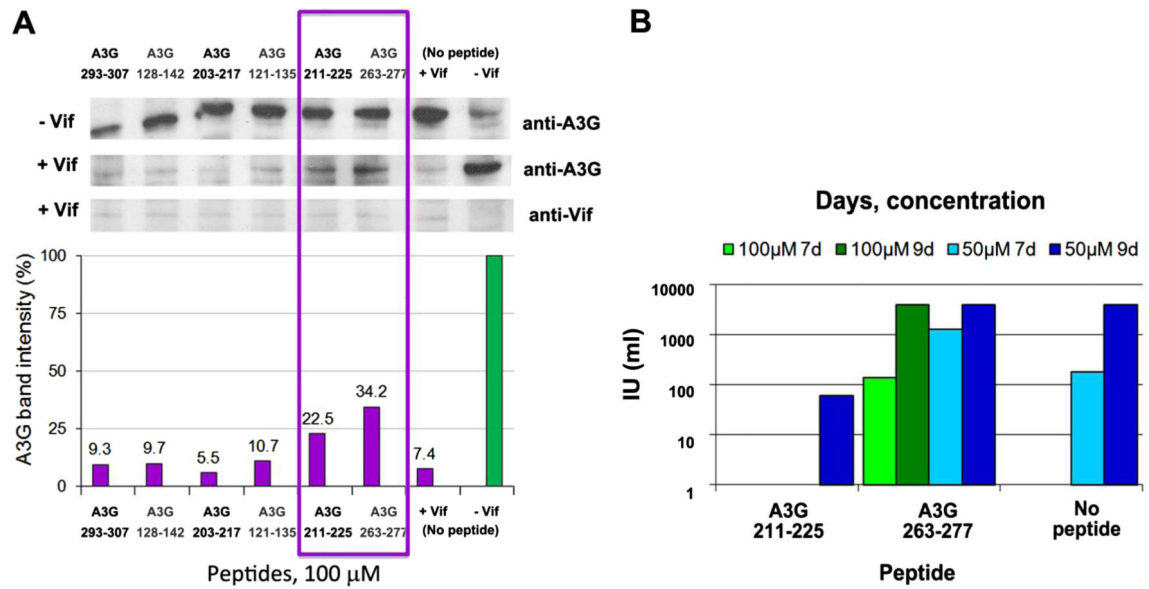 A
A3G A3G A3G A3G A3G A3G (No peptide)
293-307 128-142 203-217 121-135 211-225 263-277 + Vif - Vif
- Vif anti-A3G
+ Vif anti-A3G
+ Vif anti-Vif
A3G band intensity (%)
100
75
50
25
0
9.3 9.7 5.5 10.7 22.5 34.2 7.4
A3G A3G A3G A3G A3G A3G + Vif - Vif
293-307 128-142 203-217 121-135 211-225 263-277 (No peptide)
Peptides, 100 μM
B
Days, concentration
100μM 7d 100μM 9d 50μM 7d 50μM 9d
IU (ml)
10000
1000
100
10
1
A3G A3G No
211-225 263-277 peptide
Peptide